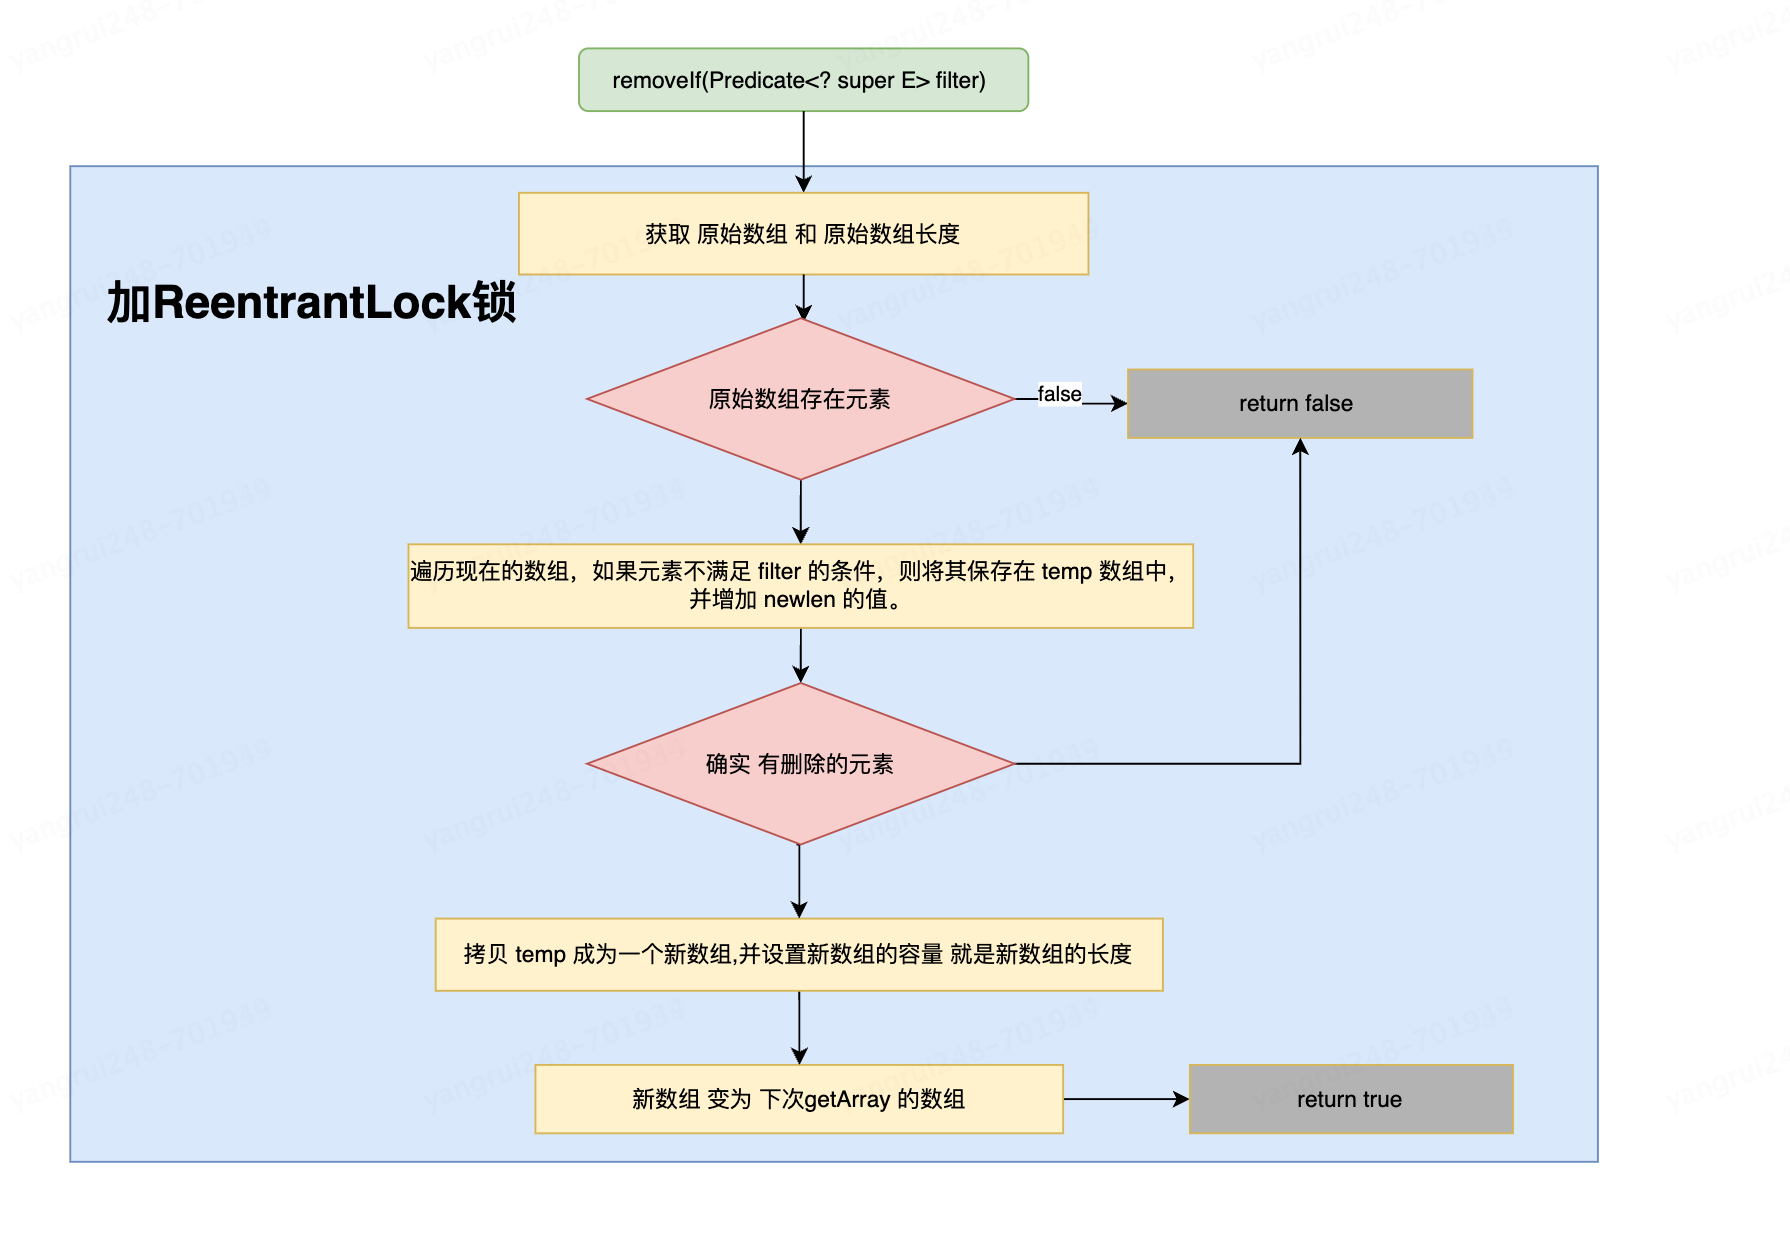 removeIf(Predicate<? super E> filter)
获取 原始数组 和 原始数组长度
加ReentrantLock锁
原始数组存在元素
false
return false
遍历现在的数组，如果元素不满足 filter 的条件，则将其保存在 temp 数组中，
并增加 newlen 的值。
确实 有删除的元素
拷贝 temp 成为一个新数组,并设置新数组的容量 就是新数组的长度
新数组 变为 下次getArray 的数组
return true